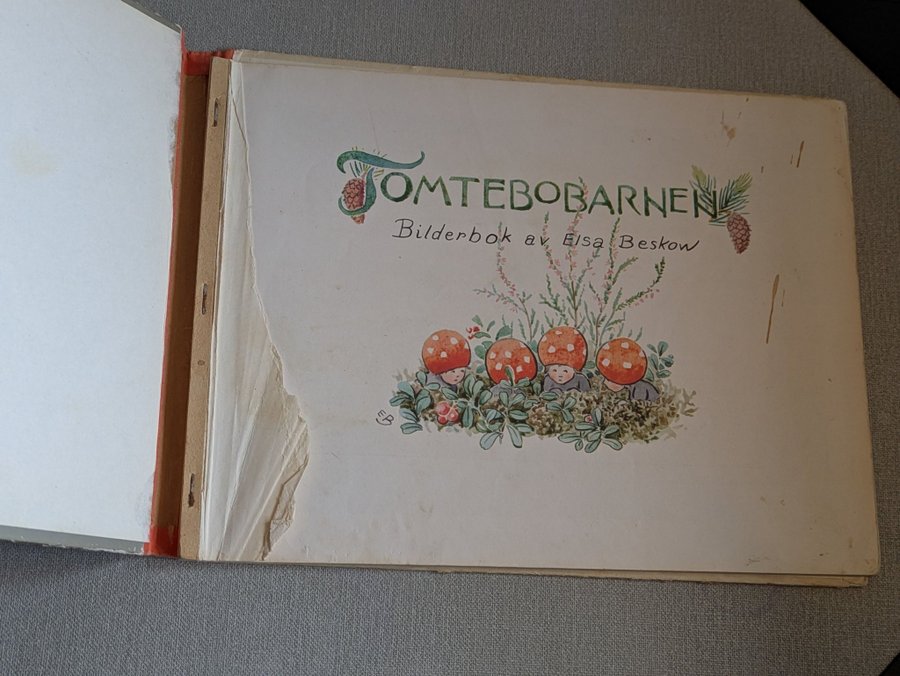 TOMTEBOBARNEN
Bilderbok av Elsa Beskow
EB